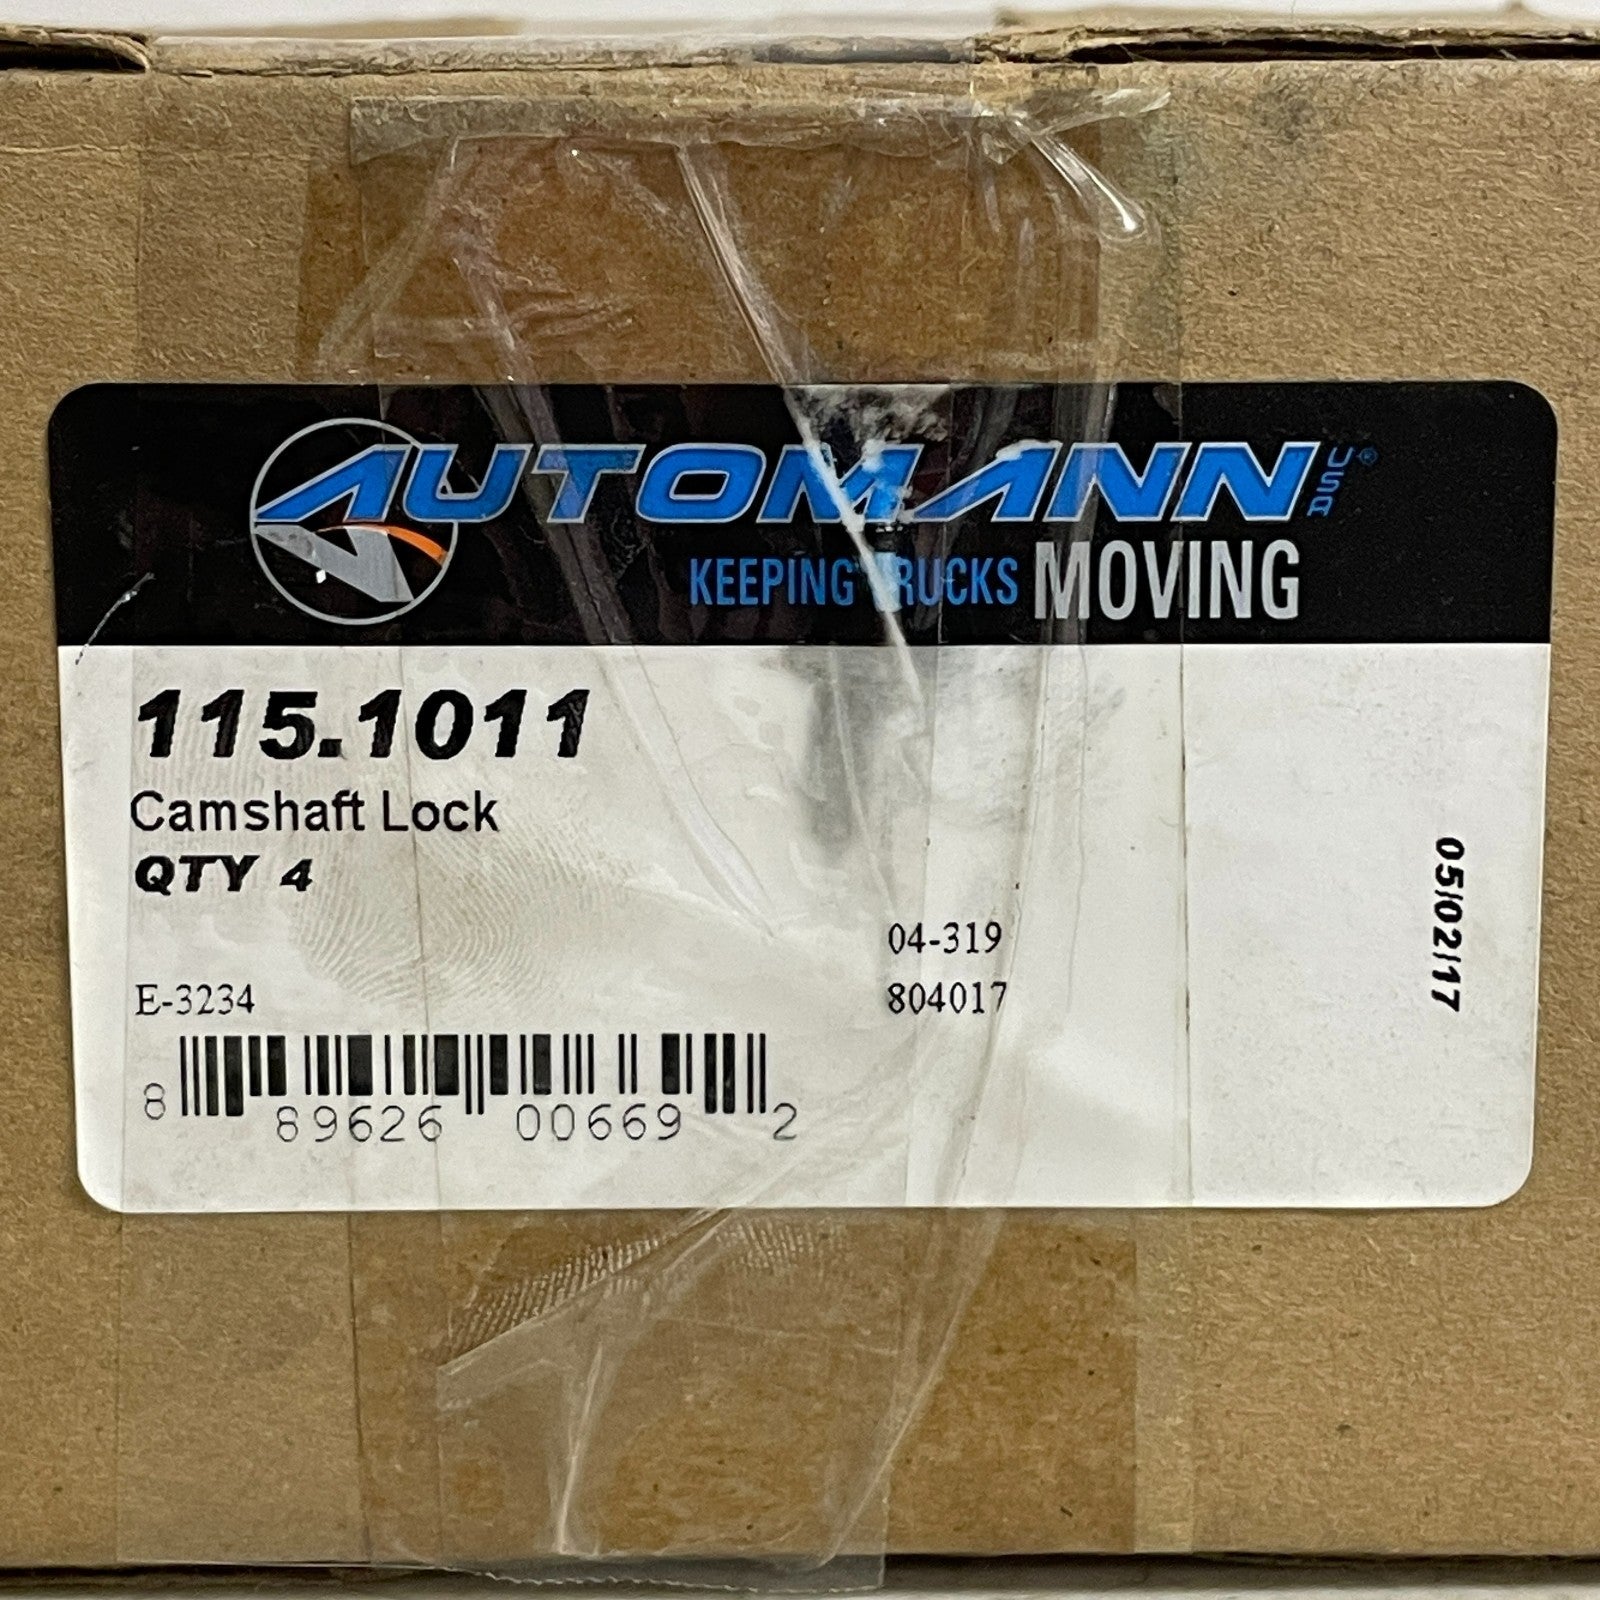 AUTOMANN USA®
KEEPING TRUCKS MOVING
115.1011
Camshaft Lock
QTY 4
04-319
E-3234
804017
8 89626 00669 2
05/02/17